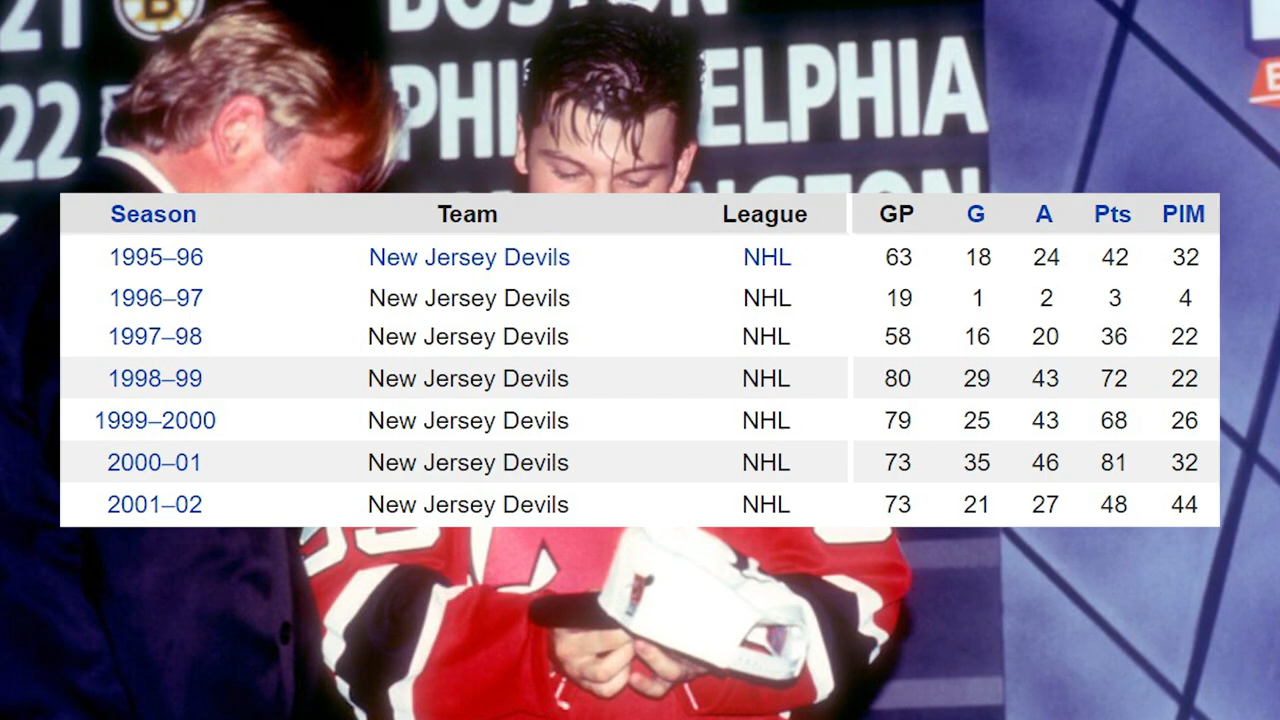 21 B BOSTON
22 PHI ELPHIA
NGTON
Season Team League GP G A Pts PIM
1995–96 New Jersey Devils NHL 63 18 24 42 32
1996–97 New Jersey Devils NHL 19 1 2 3 4
1997–98 New Jersey Devils NHL 58 16 20 36 22
1998–99 New Jersey Devils NHL 80 29 43 72 22
1999–2000 New Jersey Devils NHL 79 25 43 68 26
2000–01 New Jersey Devils NHL 73 35 46 81 32
2001–02 New Jersey Devils NHL 73 21 27 48 44